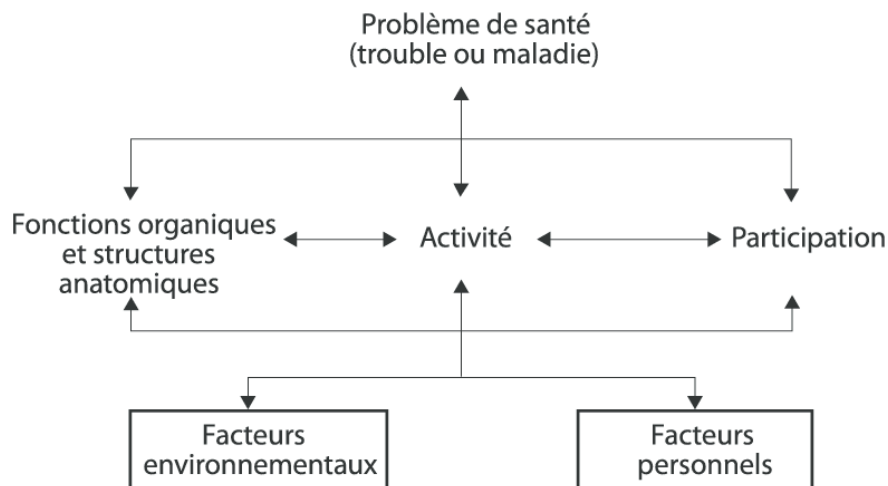 Problème de santé
(trouble ou maladie)
Fonctions organiques
et structures
anatomiques
Activité
Participation
Facteurs
environnementaux
Facteurs
personnels